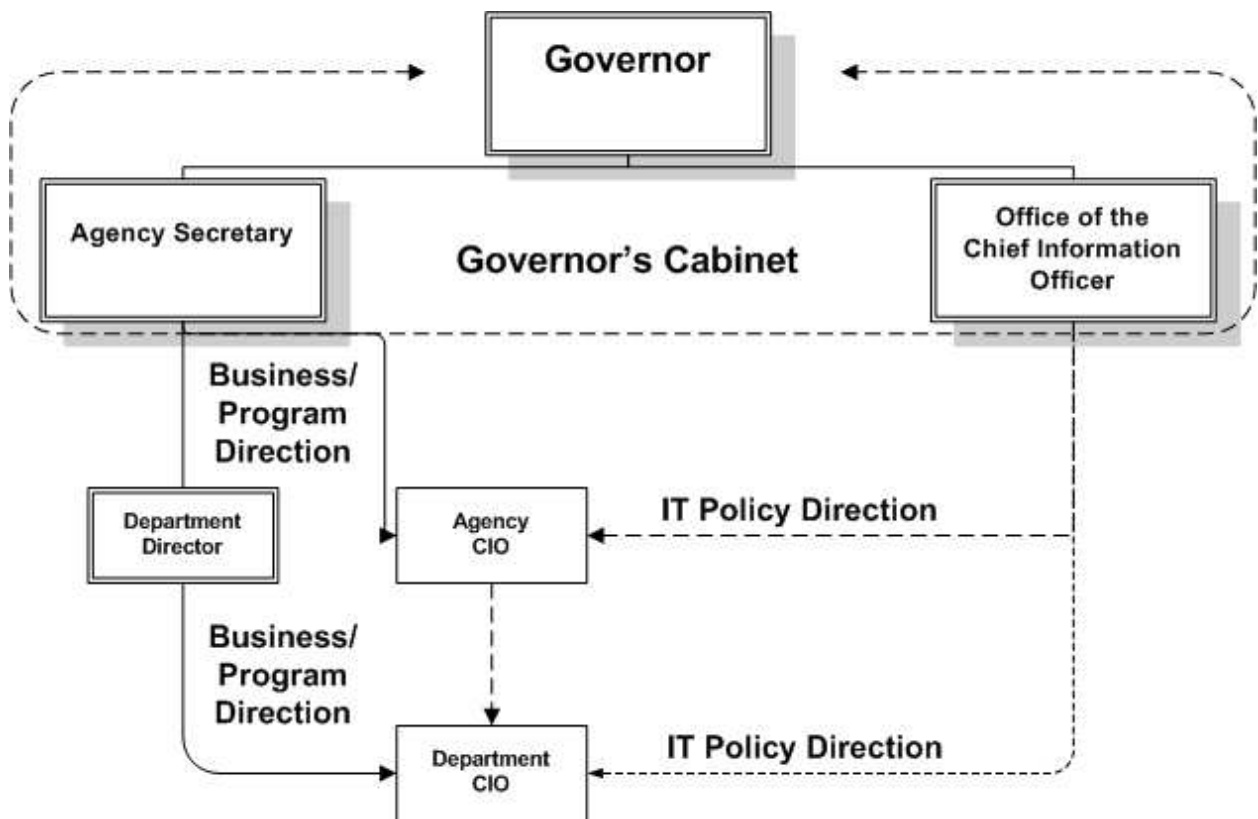 Governor
Agency Secretary
Office of the
Chief Information
Officer
Governor's Cabinet
Business/
Program
Direction
Department
Director
Agency
CIO
IT Policy Direction
Business/
Program
Direction
Department
CIO
IT Policy Direction